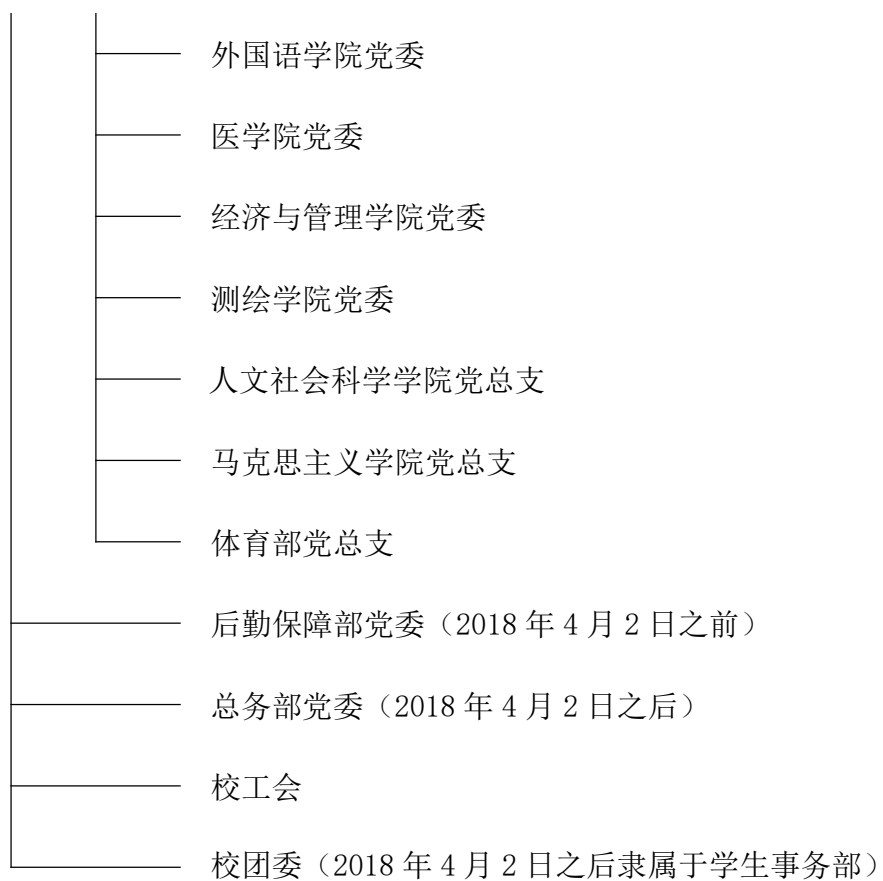 外国语学院党委
医学院党委
经济与管理学院党委
测绘学院党委
人文社会科学学院党总支
马克思主义学院党总支
体育部党总支
后勤保障部党委（2018 年 4 月 2 日之前）
总务部党委（2018 年 4 月 2 日之后）
校工会
校团委（2018 年 4 月 2 日之后隶属于学生事务部）